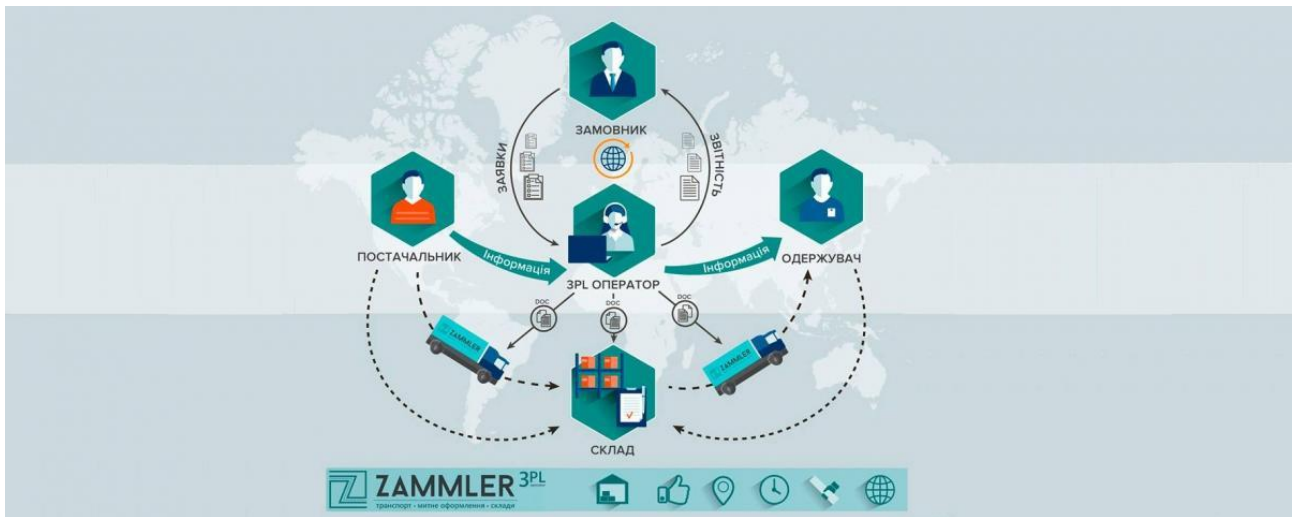 ЗАМОВНИК
ЗАЯВКИ
ЗВІТНІСТЬ
ПОСТАЧАЛЬНИК
Інформація
3PL ОПЕРАТОР
Інформація
ОДЕРЖУВАЧ
DOC
DOC
DOC
ZAMMLER
ZAMMLER
СКЛАД
ZAMMLER 3PL
транспорт • митне оформлення • склади